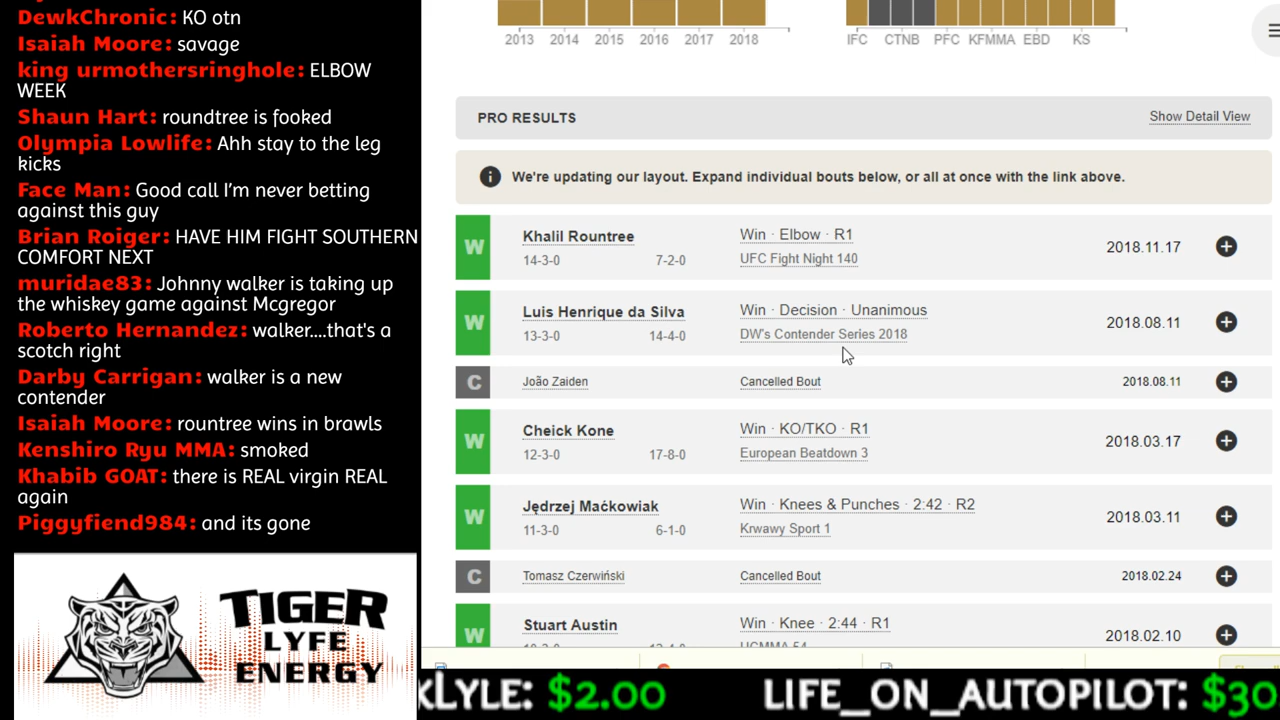 DewkChronic: KO otn
Isaiah Moore: savage
king urmothersringhole: ELBOW
WEEK
Shaun Hart: roundtree is fooked
Olympia Lowlife: Ahh stay to the leg
kicks
Face Man: Good call I'm never betting
against this guy
Brian Roiger: HAVE HIM FIGHT SOUTHERN
COMFORT NEXT
muridae83: Johnny walker is taking up
the whiskey game against Mcgregor
Roberto Hernandez: walker....that's a
scotch right
Darby Carrigan: walker is a new
contender
Isaiah Moore: rountree wins in brawls
Kenshiro Ryu MMA: smoked
Khabib GOAT: there is REAL virgin REAL
again
Piggyfiend984: and its gone
TIGER
LYFE
ENERGY
2013 2014 2015 2016 2017 2018
IFC CTNB PFC KFMMA EBD KS
PRO RESULTS Show Detail View
We're updating our layout. Expand individual bouts below, or all at once with the link above.
W Khalil Rountree Win · Elbow · R1 2018.11.17
14-3-0 7-2-0 UFC Fight Night 140
W Luis Henrique da Silva Win · Decision · Unanimous 2018.08.11
13-3-0 14-4-0 DW's Contender Series 2018
C João Zaiden Cancelled Bout 2018.08.11
W Cheick Kone Win · KO/TKO · R1 2018.03.17
12-3-0 17-8-0 European Beatdown 3
W Jędrzej Maćkowiak Win · Knees & Punches · 2:42 · R2 2018.03.11
11-3-0 6-1-0 Krwawy Sport 1
C Tomasz Czerwiński Cancelled Bout 2018.02.24
W Stuart Austin Win · Knee · 2:44 · R1 2018.02.10
KLYLE: $2.00 LIFE_ON_AUTOPILOT: $30